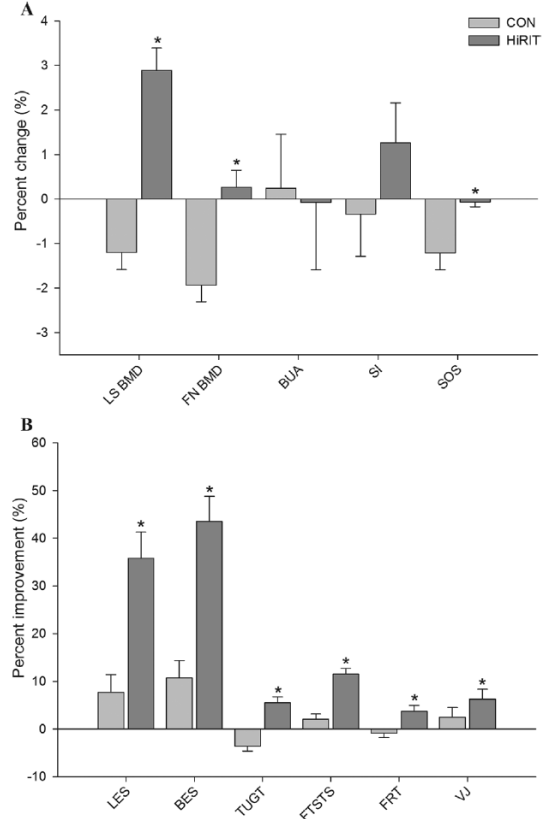 A
CON
HiRIT
Percent change (%)
4
3
2
1
0
-1
-2
-3
*
*
*
LS BMD
FN BMD
BUA
SI
SOS
B
Percent improvement (%)
60
50
40
30
20
10
0
-10
*
*
*
*
*
*
LES
BES
TUGT
FTSTS
FRT
VJ